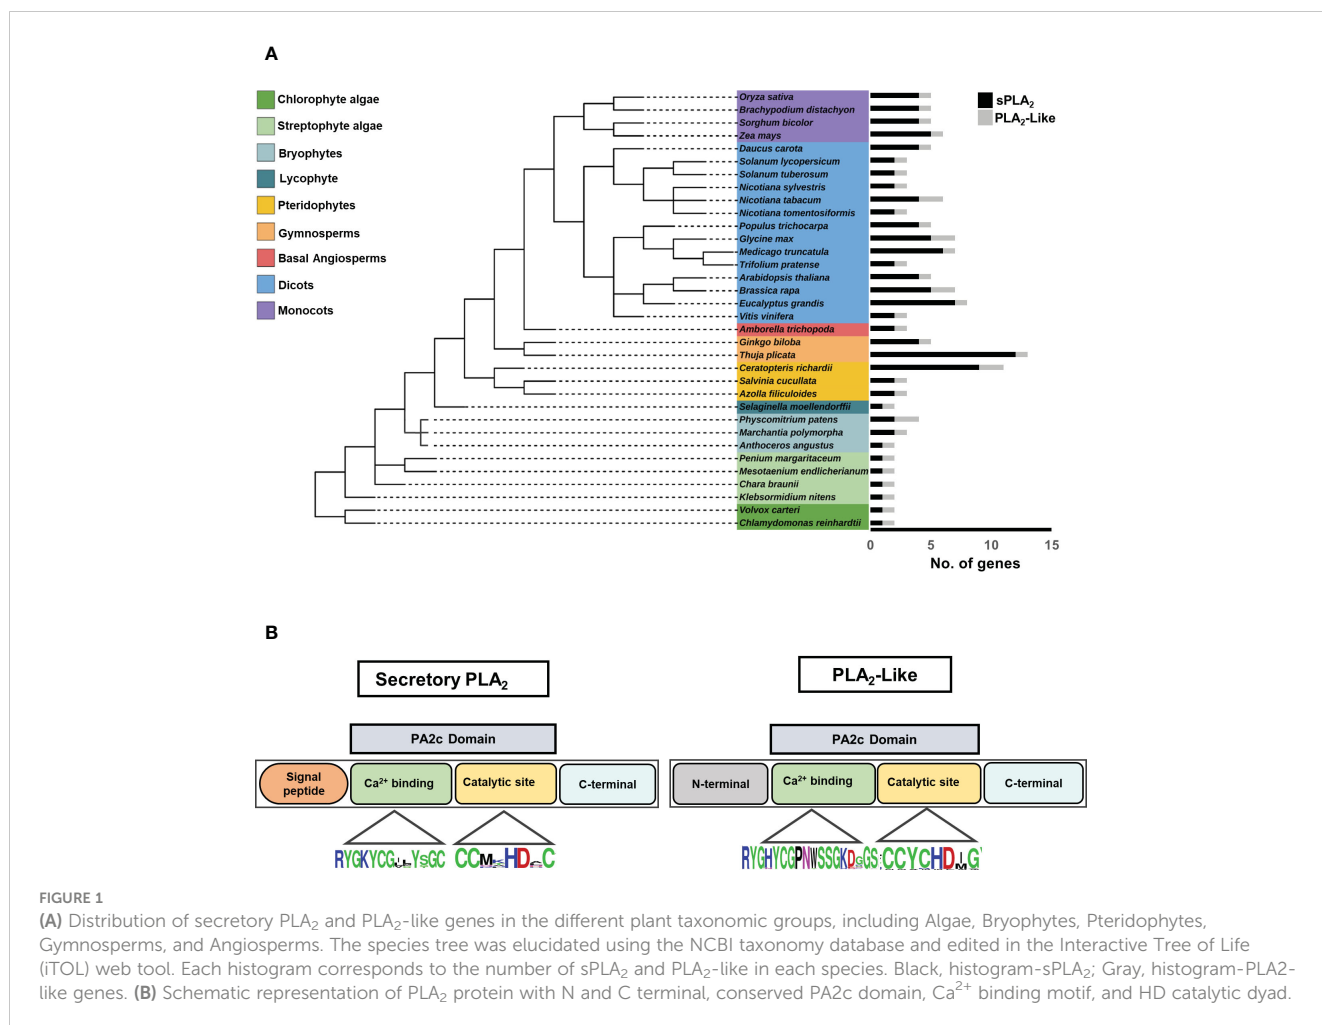 A
Chlorophyte algae
Streptophyte algae
Bryophytes
Lycophyte
Pteridophytes
Gymnosperms
Basal Angiosperms
Dicots
Monocots
Oryza sativa
Brachypodium distachyon
Sorghum bicolor
Zea mays
Daucus carota
Solanum lycopersicum
Solanum tuberosum
Nicotiana sylvestris
Nicotiana tabacum
Nicotiana tomentosiformis
Populus trichocarpa
Glycine max
Medicago truncatula
Trifolium pratense
Arabidopsis thaliana
Brassica rapa
Eucalyptus grandis
Vitis vinifera
Amborella trichopoda
Ginkgo biloba
Thuja plicata
Ceratopteris richardii
Salvinia cucullata
Azolla filiculoides
Selaginella moellendorffii
Physcomitrium patens
Marchantia polymorpha
Anthoceros angustus
Penium margaritaceum
Mesotaenium endlicherianum
Chara braunii
Klebsormidium nitens
Volvox carteri
Chlamydomonas reinhardtii
sPLA₂
PLA₂-Like
0 5 10 15
No. of genes
B
Secretory PLA₂
PA2c Domain
Signal
peptide
Ca²⁺ binding
Catalytic site
C-terminal
PLA₂-Like
PA2c Domain
N-terminal
Ca²⁺ binding
Catalytic site
C-terminal
FIGURE 1
(A) Distribution of secretory PLA₂ and PLA₂-like genes in the different plant taxonomic groups, including Algae, Bryophytes, Pteridophytes,
Gymnosperms, and Angiosperms. The species tree was elucidated using the NCBI taxonomy database and edited in the Interactive Tree of Life
(iTOL) web tool. Each histogram corresponds to the number of sPLA₂ and PLA₂-like in each species. Black, histogram-sPLA₂; Gray, histogram-PLA2-
like genes. (B) Schematic representation of PLA₂ protein with N and C terminal, conserved PA2c domain, Ca²⁺ binding motif, and HD catalytic dyad.